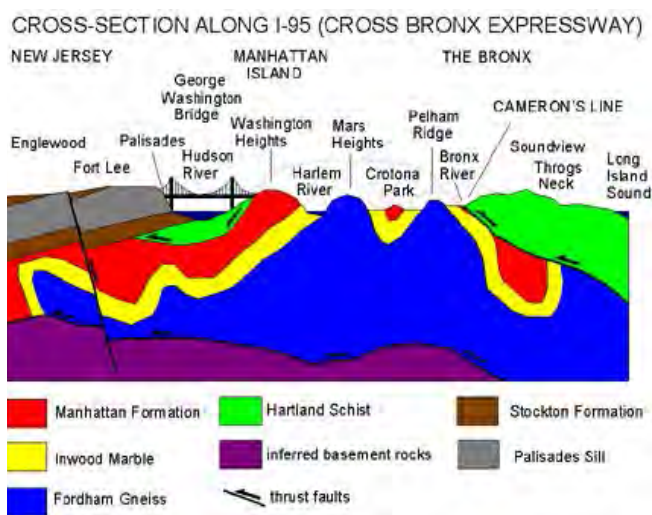 CROSS-SECTION ALONG I-95 (CROSS BRONX EXPRESSWAY)
NEW JERSEY
MANHATTAN
ISLAND
THE BRONX
George
Washington
Bridge
CAMERON'S LINE
Englewood
Fort Lee
Palisades
Hudson
River
Washington
Heights
Harlem
River
Mars
Heights
Crotona
Park
Pelham
Ridge
Bronx
River
Soundview
Throgs
Neck
Long
Island
Sound
Manhattan Formation
Hartland Schist
Stockton Formation
Inwood Marble
inferred basement rocks
Palisades Sill
Fordham Gneiss
thrust faults